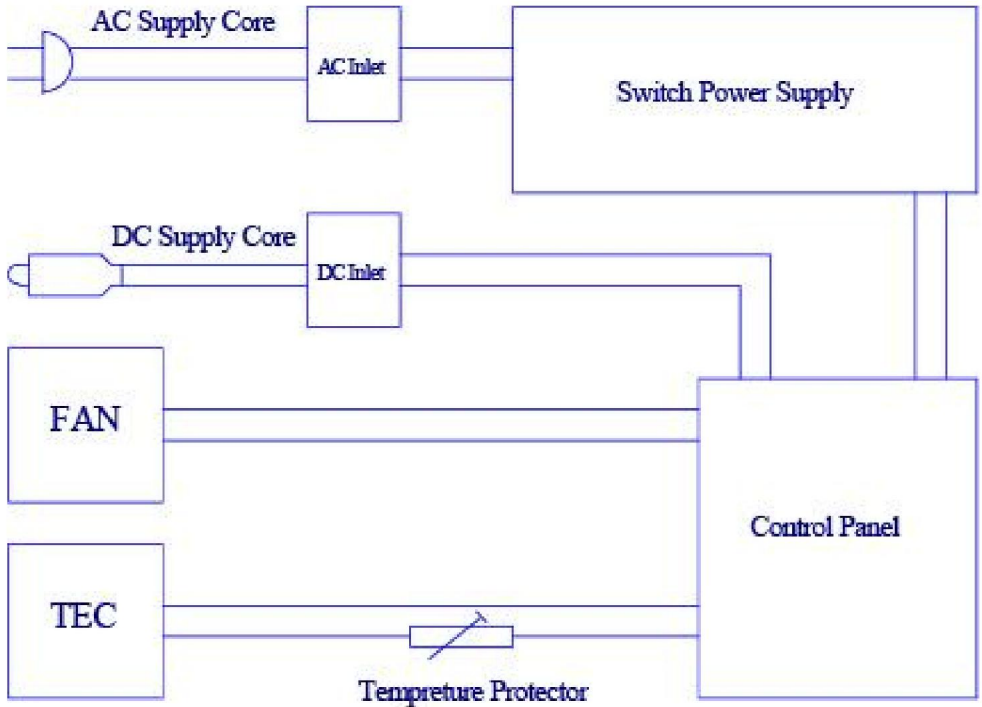 AC Supply Core
AC Inlet
Switch Power Supply
DC Supply Core
DC Inlet
FAN
Control Panel
TEC
Tempreture Protector